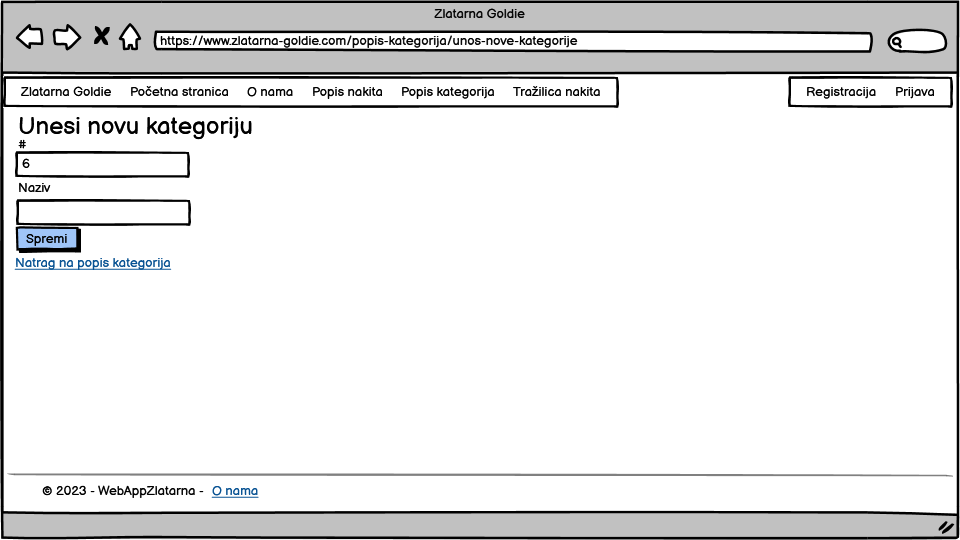 Zlatarna Goldie
https://www.zlatarna-goldie.com/popis-kategorija/unos-nove-kategorije
Zlatarna Goldie Početna stranica O nama Popis nakita Popis kategorija Tražilica nakita Registracija Prijava
Unesi novu kategoriju
#
6
Naziv
Spremi
Natrag na popis kategorija
© 2023 - WebAppZlatarna - O nama